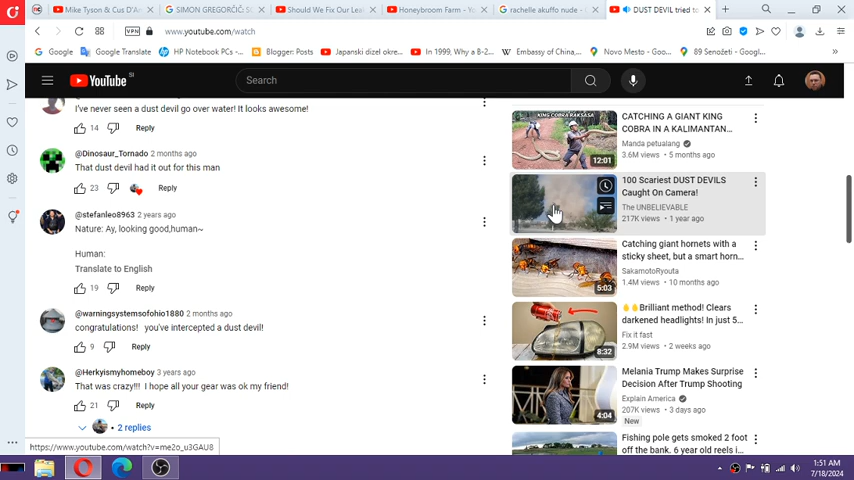 Mike Tyson & Cus D'A
SIMON GREGORČIČ: S
Should We Fix Our Lea
Honeybroom Farm - Yo
rachelle akuffo nude -
DUST DEVIL tried to
VPN
www.youtube.com/watch
Google
Google Translate
HP Notebook PCs -...
Blogger: Posts
Japanski dizel okre...
In 1999, Why a B-2...
Embassy of China,...
Novo Mesto - Goo...
89 Senožeti - Googl...
YouTube SI
Search
I've never seen a dust devil go over water! It looks awesome!
14 Reply
@Dinosaur_Tornado 2 months ago
That dust devil had it out for this man
23 Reply
@stefanleo8963 2 years ago
Nature: Ay, looking good,human~
Human:
Translate to English
19 Reply
@warningsystemsofohio1880 2 months ago
congratulations! you've intercepted a dust devil!
9 Reply
@Herkyismyhomeboy 3 years ago
That was crazy!!! I hope all your gear was ok my friend!
21 Reply
2 replies
https://www.youtube.com/watch?v=me2o_u3GAU8
KING COBRA RAKSASA
12:01
CATCHING A GIANT KING
COBRA IN A KALIMANTAN...
Manda petualang
3.6M views • 5 months ago
100 Scariest DUST DEVILS
Caught On Camera!
The UNBELIEVABLE
217K views • 1 year ago
5:03
Catching giant hornets with a
sticky sheet, but a smart horn...
SakamotoRyouta
1.4M views • 10 months ago
8:32
Brilliant method! Clears
darkened headlights! In just 5...
Fix it fast
2.9M views • 2 weeks ago
4:04
Melania Trump Makes Surprise
Decision After Trump Shooting
Explain America
207K views • 3 days ago
New
Fishing pole gets smoked 2 foot
off the bank. 6 year old reels i...
1:51 AM
7/18/2024